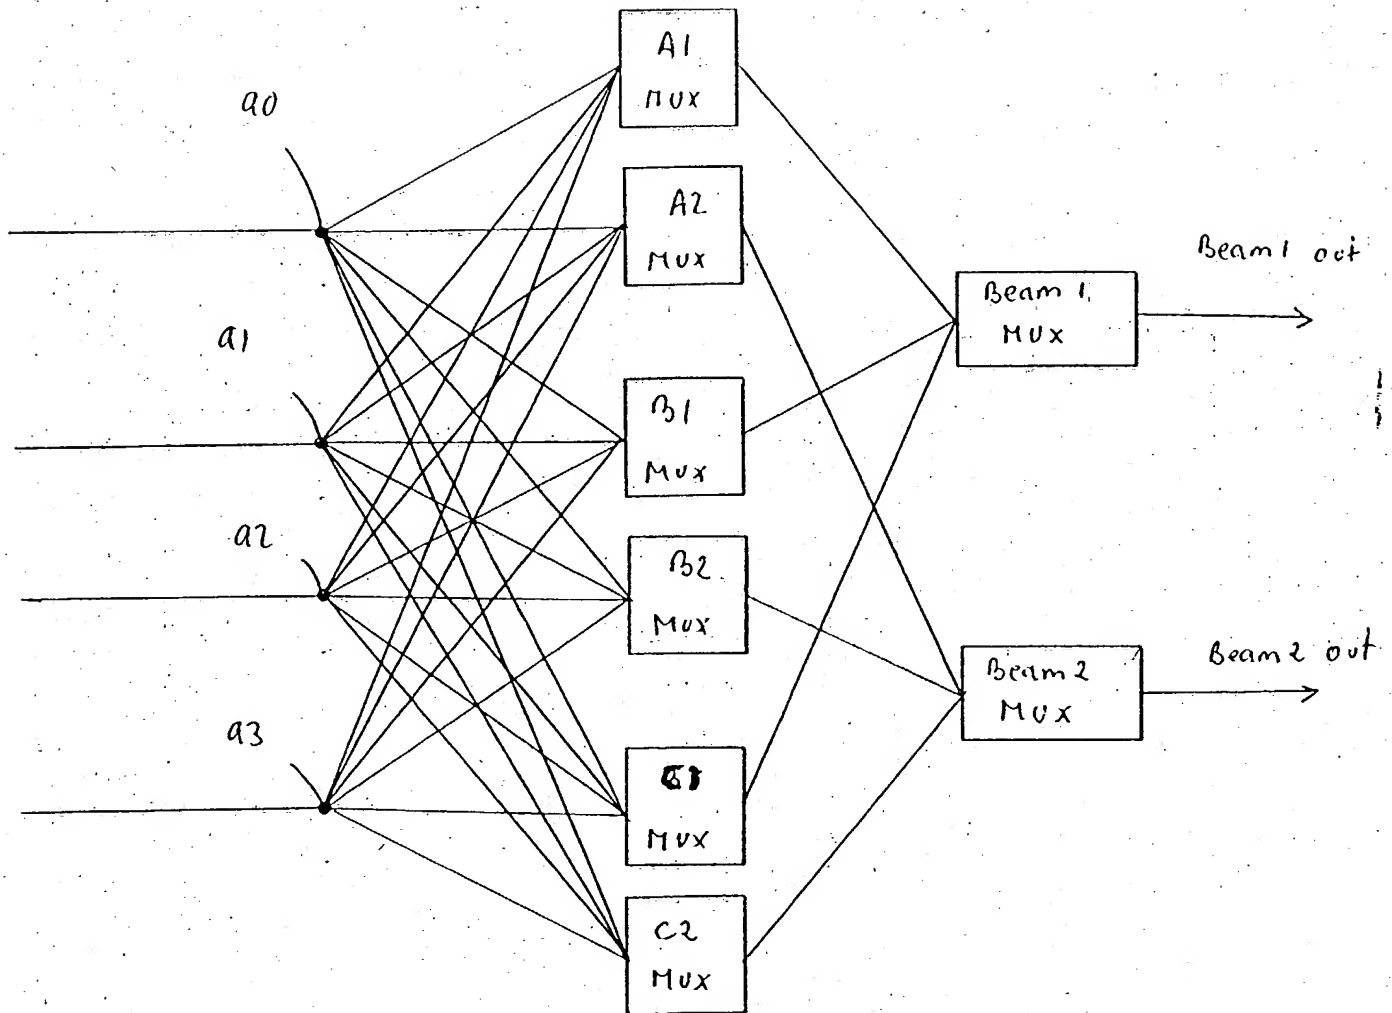 A1
MUX
a0
A2
MUX
Beam 1 out
Beam 1
MUX
a1
B1
MUX
a2
B2
MUX
Beam 2 out
Beam 2
MUX
a3
MUX
C2
MUX